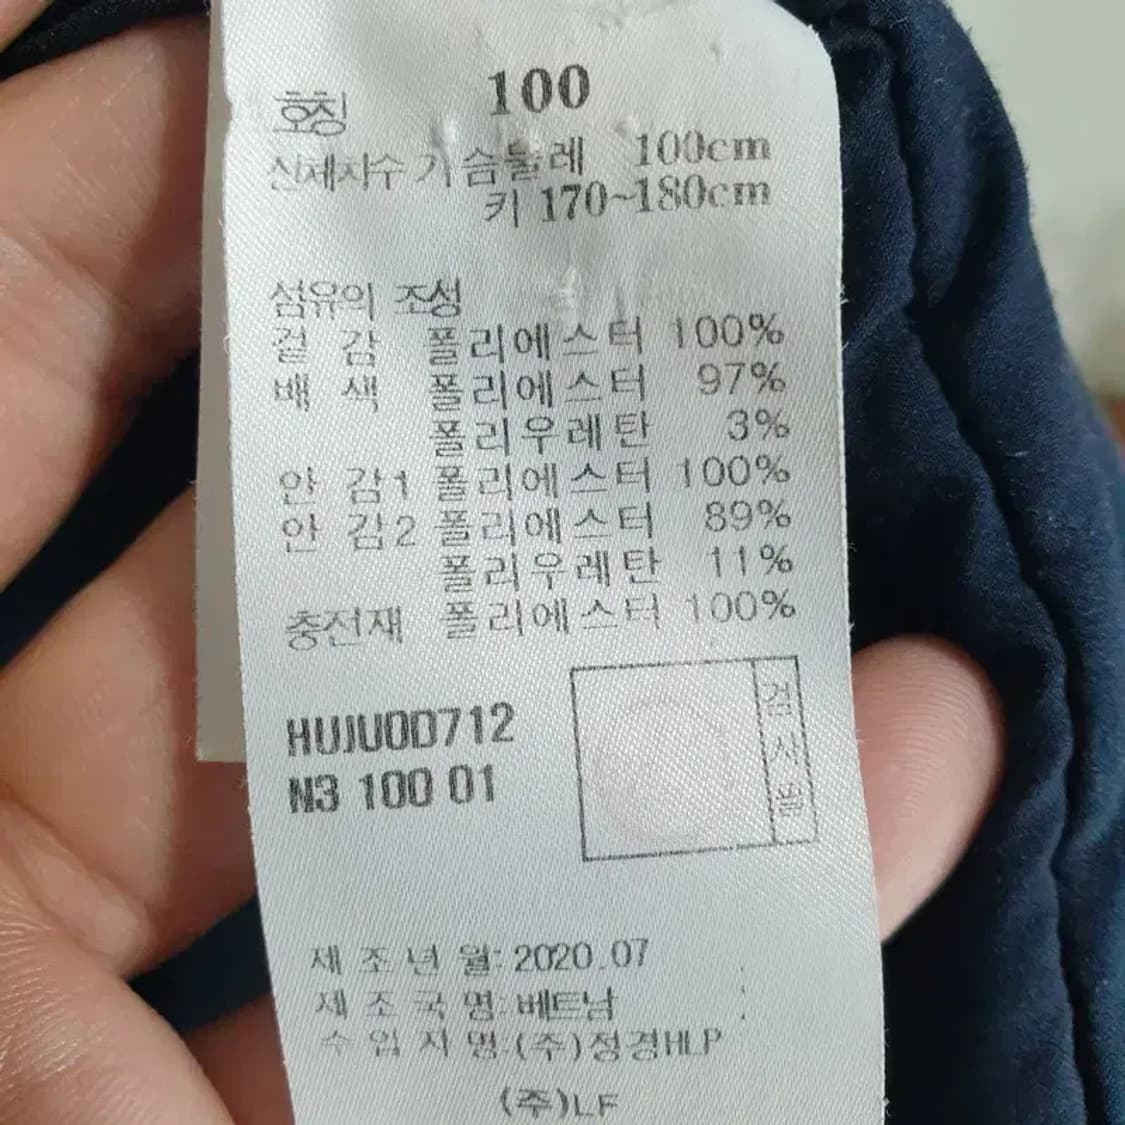 호칭 100
신체치수 가슴둘레 100cm
키 170~180cm
섬유의 조성
겉 감 폴리에스터 100%
배 색 폴리에스터 97%
폴리우레탄 3%
안 감1 폴리에스터 100%
안 감2 폴리에스터 89%
폴리우레탄 11%
충전재 폴리에스터 100%
HUJU0D712
N3 100 01
검사필
제 조 년 월: 2020.07
제 조 국 명: 베트남
수 입 자 명:(주)정경HLP
(주)LF